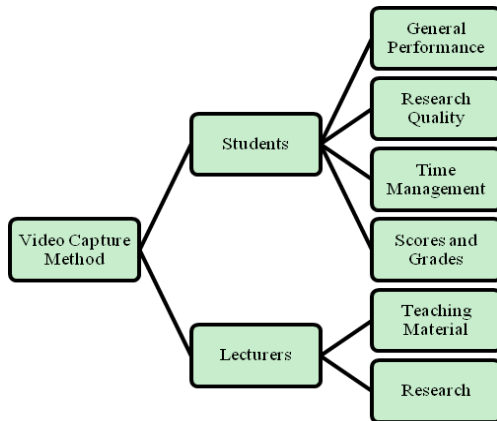 General
Performance
Research
Quality
Students
Time
Management
Video Capture
Method
Scores and
Grades
Teaching
Material
Lecturers
Research